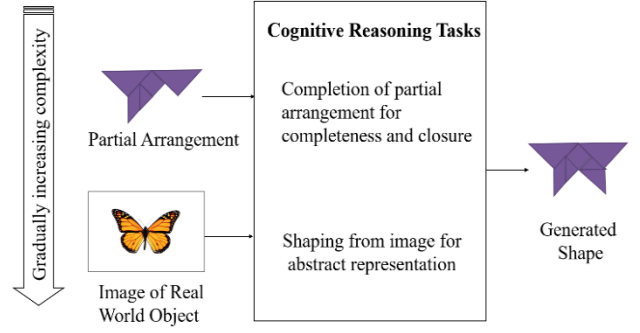 Gradually increasing complexity
Cognitive Reasoning Tasks
Partial Arrangement
Completion of partial
arrangement for
completeness and closure
Image of Real
World Object
Shaping from image for
abstract representation
Generated
Shape